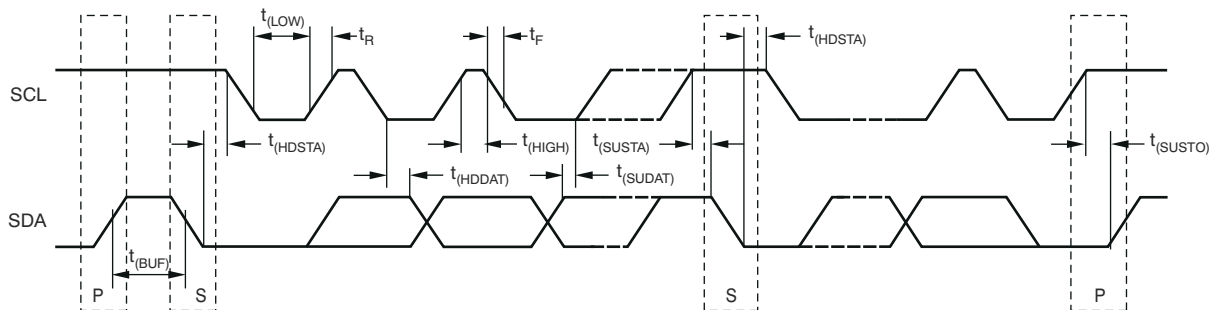 t(LOW)
tR
tF
t(HDSTA)
SCL
t(HDSTA)
t(HIGH)
t(SUSTA)
t(SUSTO)
t(HDDAT)
t(SUDAT)
SDA
t(BUF)
P
S
S
P